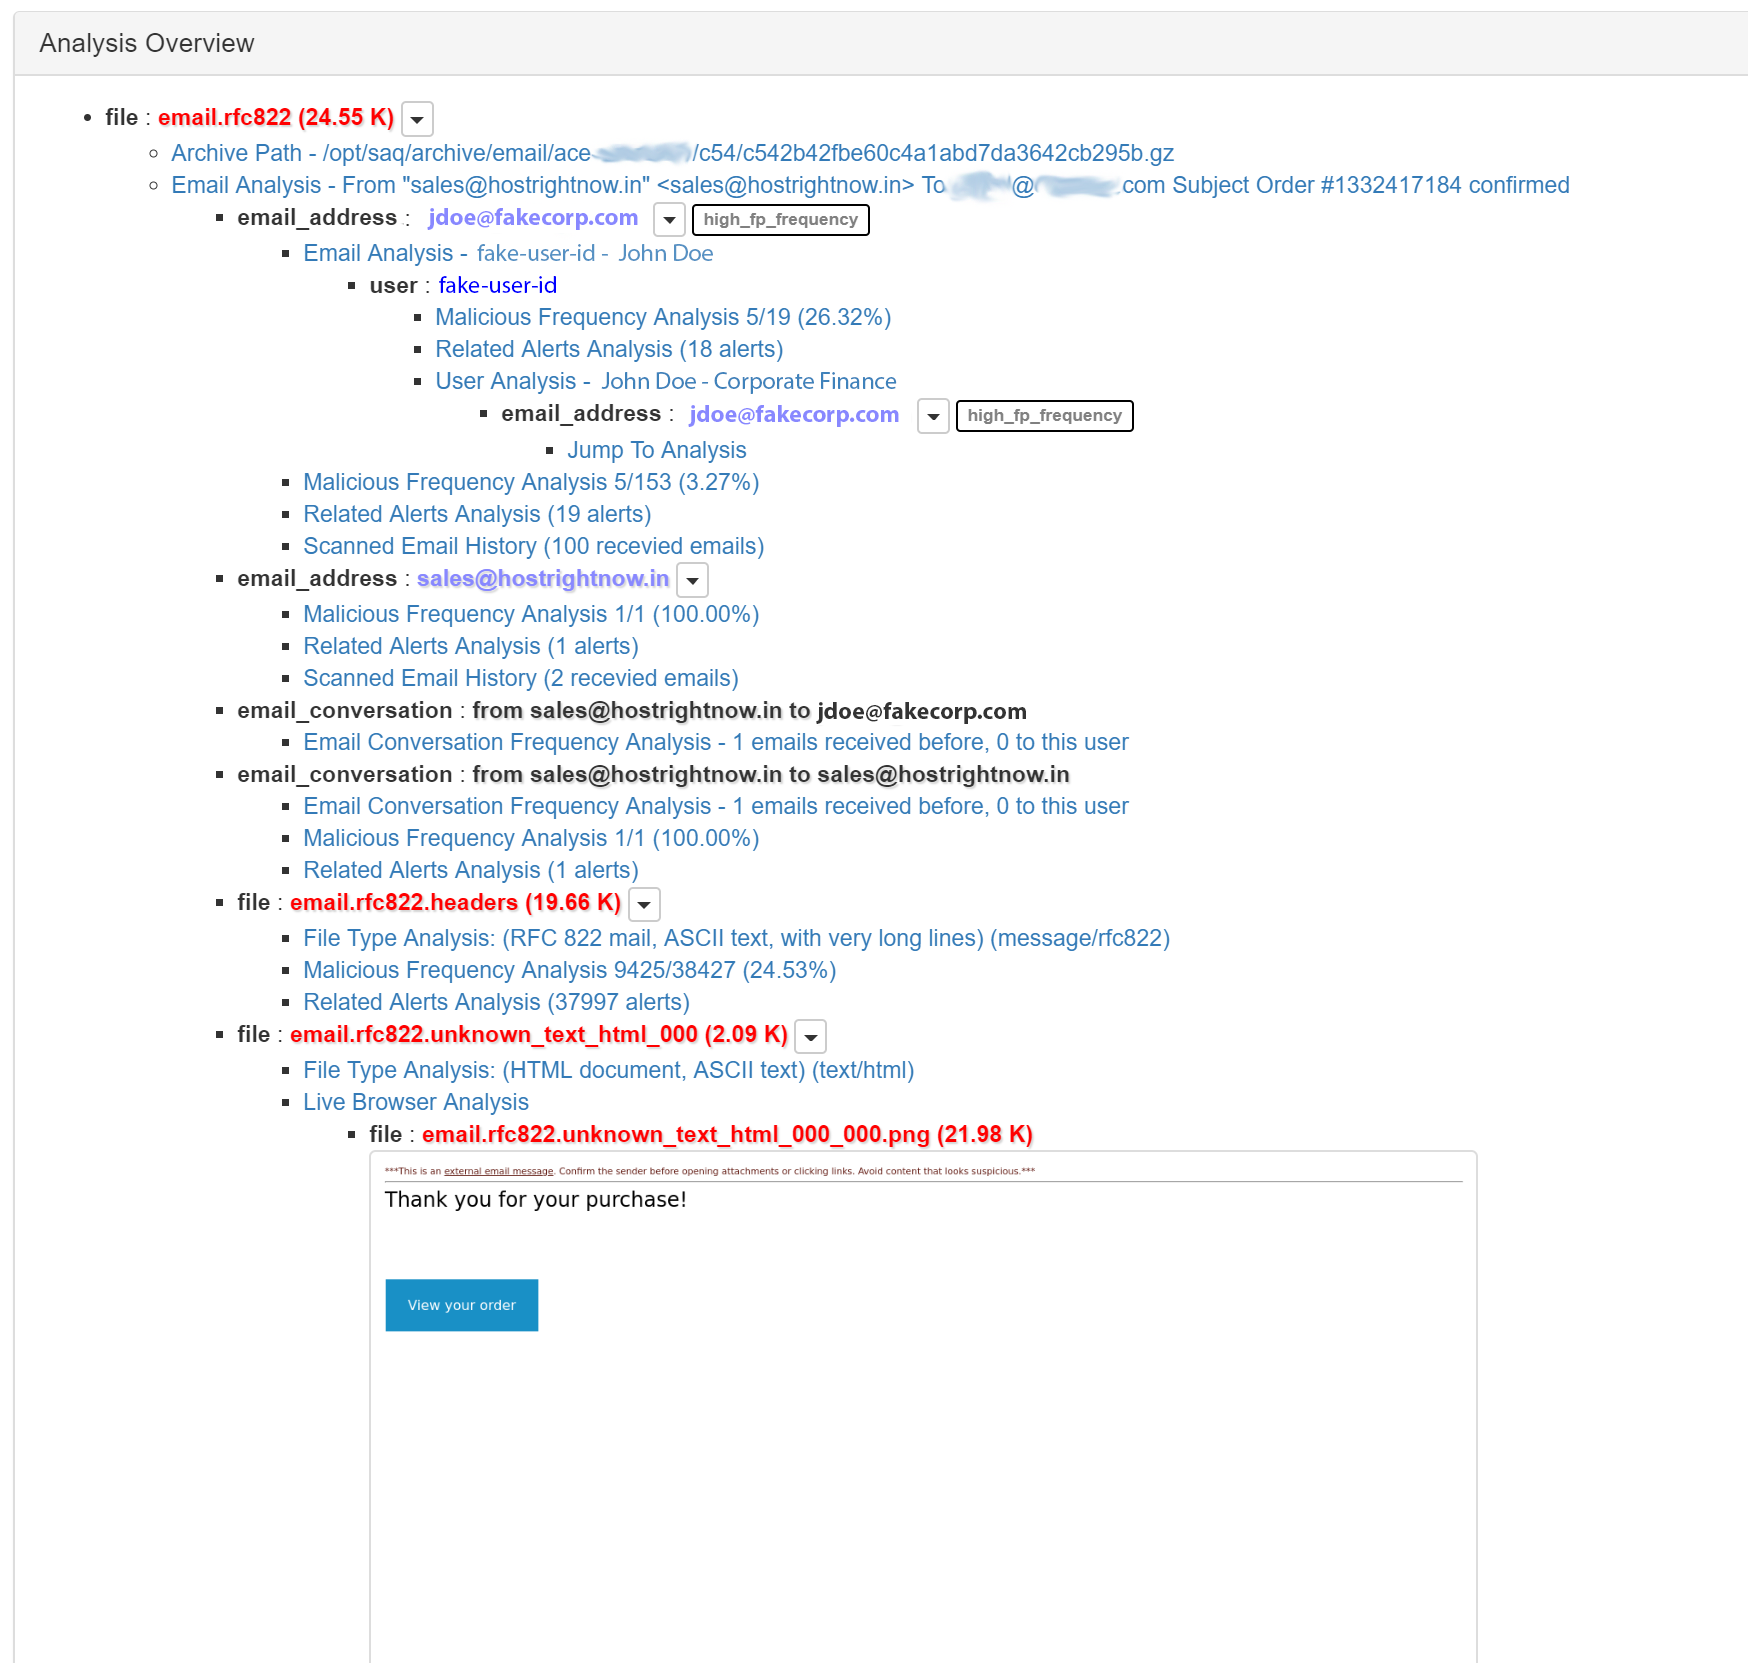 Analysis Overview
file : email.rfc822 (24.55 K)
Archive Path - /opt/saq/archive/email/ace- /c54/c542b42fbe60c4a1abd7da3642cb295b.gz
Email Analysis - From "sales@hostrightnow.in" <sales@hostrightnow.in> To @ .com Subject Order #1332417184 confirmed
email_address : jdoe@fakecorp.com high_fp_frequency
Email Analysis - fake-user-id - John Doe
user : fake-user-id
Malicious Frequency Analysis 5/19 (26.32%)
Related Alerts Analysis (18 alerts)
User Analysis - John Doe - Corporate Finance
email_address : jdoe@fakecorp.com high_fp_frequency
Jump To Analysis
Malicious Frequency Analysis 5/153 (3.27%)
Related Alerts Analysis (19 alerts)
Scanned Email History (100 recevied emails)
email_address : sales@hostrightnow.in
Malicious Frequency Analysis 1/1 (100.00%)
Related Alerts Analysis (1 alerts)
Scanned Email History (2 recevied emails)
email_conversation : from sales@hostrightnow.in to jdoe@fakecorp.com
Email Conversation Frequency Analysis - 1 emails received before, 0 to this user
email_conversation : from sales@hostrightnow.in to sales@hostrightnow.in
Email Conversation Frequency Analysis - 1 emails received before, 0 to this user
Malicious Frequency Analysis 1/1 (100.00%)
Related Alerts Analysis (1 alerts)
file : email.rfc822.headers (19.66 K)
File Type Analysis: (RFC 822 mail, ASCII text, with very long lines) (message/rfc822)
Malicious Frequency Analysis 9425/38427 (24.53%)
Related Alerts Analysis (37997 alerts)
file : email.rfc822.unknown_text_html_000 (2.09 K)
File Type Analysis: (HTML document, ASCII text) (text/html)
Live Browser Analysis
file : email.rfc822.unknown_text_html_000_000.png (21.98 K)
***This is an external email message. Confirm the sender before opening attachments or clicking links. Avoid content that looks suspicious.***
Thank you for your purchase!
View your order